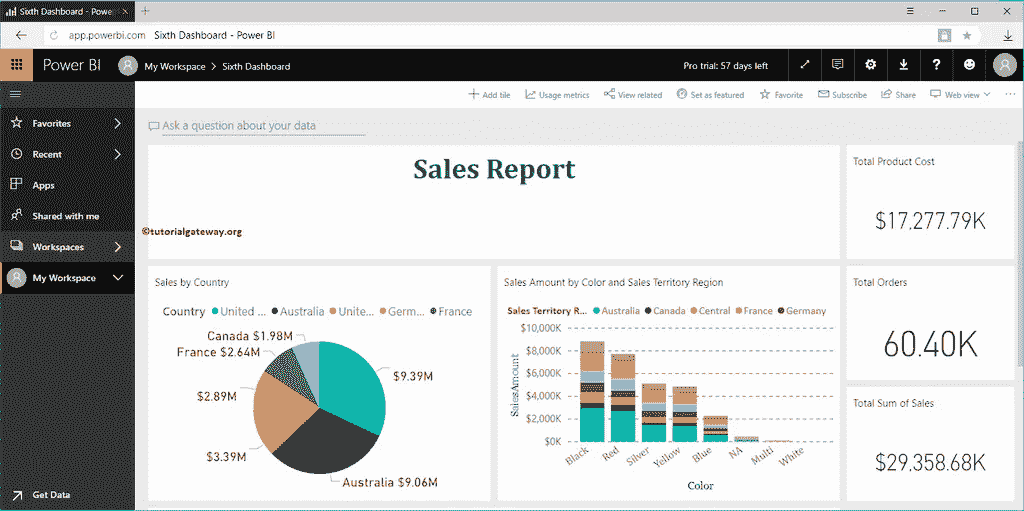 Sixth Dashboard - Power
app.powerbi.com Sixth Dashboard - Power BI
Power BI My Workspace > Sixth Dashboard Pro trial: 57 days left
Add tile Usage metrics View related Set as featured Favorite Subscribe Share Web view ...
Favorites
Recent
Apps
Shared with me
Workspaces
My Workspace
Get Data
Ask a question about your data
Sales Report
©tutorialgateway.org
Total Product Cost
$17,277.79K
Sales by Country
Country United ... Australia Unite... Germ... France
Canada $1.98M
France $2.64M
$9.39M
$2.89M
$3.39M
Australia $9.06M
Sales Amount by Color and Sales Territory Region
Sales Territory R... Australia Canada Central France Germany
$10,000K
$8,000K
$6,000K
$4,000K
$2,000K
$0K
SalesAmount
Black Red Silver Yellow Blue NA Multi White
Color
Total Orders
60.40K
Total Sum of Sales
$29,358.68K